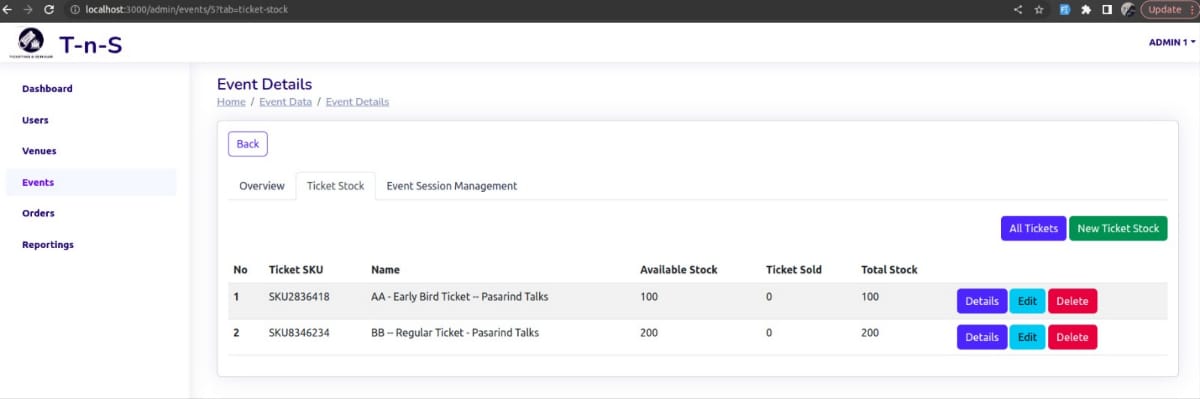 localhost:3000/admin/events/5?tab=ticket-stock
Update
T-n-S
ADMIN 1
Dashboard
Users
Venues
Events
Orders
Reportings
Event Details
Home / Event Data / Event Details
Back
Overview Ticket Stock Event Session Management
All Tickets New Ticket Stock
No Ticket SKU Name Available Stock Ticket Sold Total Stock
1 SKU2836418 AA - Early Bird Ticket -- Pasarind Talks 100 0 100 Details Edit Delete
2 SKU8346234 BB -- Regular Ticket - Pasarind Talks 200 0 200 Details Edit Delete